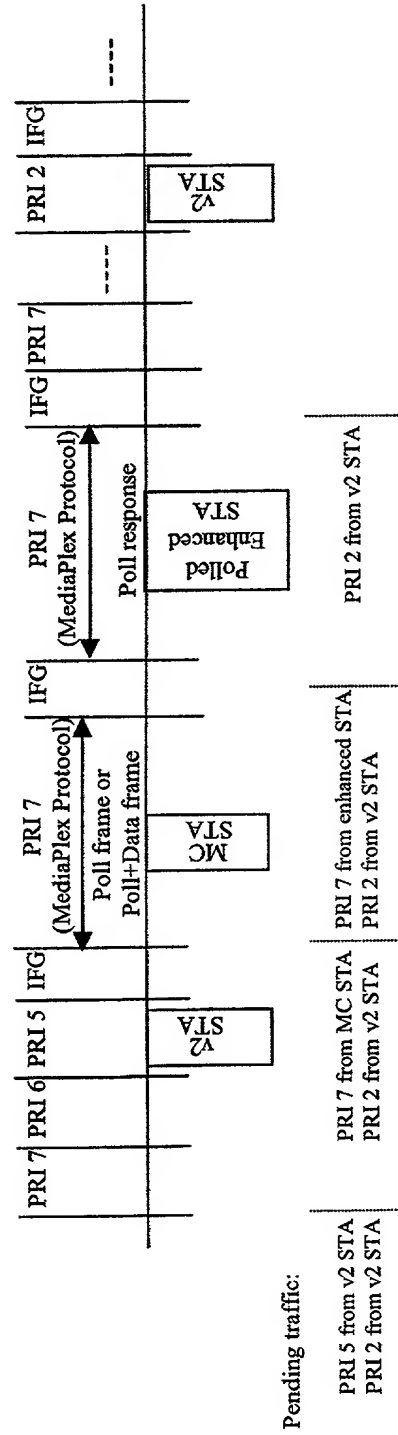 PRI 7
PRI 6
PRI 5
IFG
PRI 7
(MediaPlex Protocol)
Poll frame or
Poll+Data frame
IFG
PRI 7
(MediaPlex Protocol)
Poll response
IFG
PRI 7
----
PRI 2
IFG
----
v2
STA
MC
STA
Polled
Enhanced
STA
v2
STA
Pending traffic:
PRI 5 from v2 STA
PRI 2 from v2 STA
PRI 7 from MC STA
PRI 2 from v2 STA
PRI 7 from enhanced STA
PRI 2 from v2 STA
PRI 2 from v2 STA